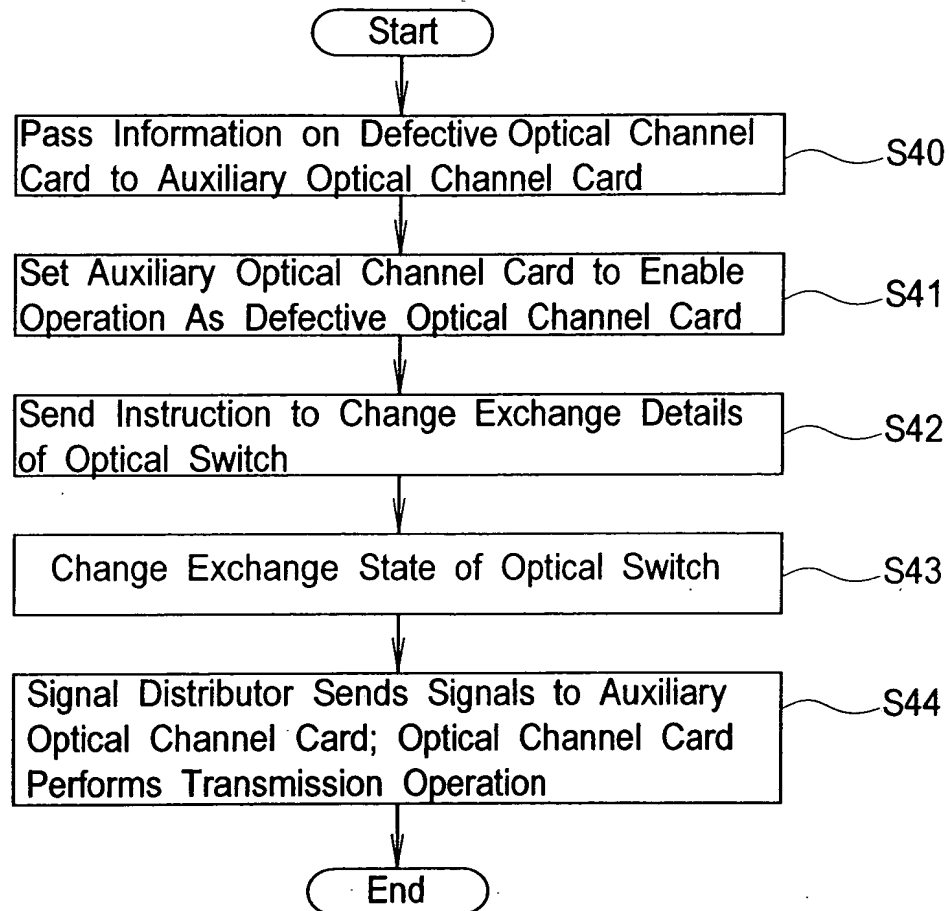 Start
Pass Information on Defective Optical Channel
Card to Auxiliary Optical Channel Card
S40
Set Auxiliary Optical Channel Card to Enable
Operation As Defective Optical Channel Card
S41
Send Instruction to Change Exchange Details
of Optical Switch
S42
Change Exchange State of Optical Switch
S43
Signal Distributor Sends Signals to Auxiliary
Optical Channel Card; Optical Channel Card
Performs Transmission Operation
S44
End